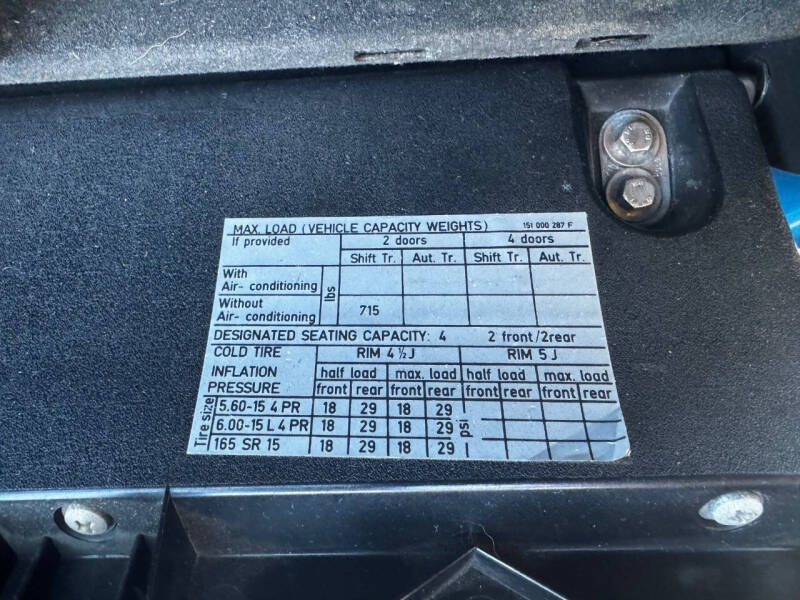 MAX. LOAD (VEHICLE CAPACITY WEIGHTS) 151 000 287 F
If provided 2 doors 4 doors
Shift Tr. Aut. Tr. Shift Tr. Aut. Tr.
With
Air- conditioning
lbs
Without
Air- conditioning 715
DESIGNATED SEATING CAPACITY: 4 2 front/2rear
COLD TIRE RIM 4 ½ J RIM 5 J
INFLATION half load max. load half load max. load
PRESSURE front rear front rear front rear front rear
Tire size
5.60-15 4 PR 18 29 18 29
6.00-15 L 4 PR 18 29 18 29
psi
165 SR 15 18 29 18 29